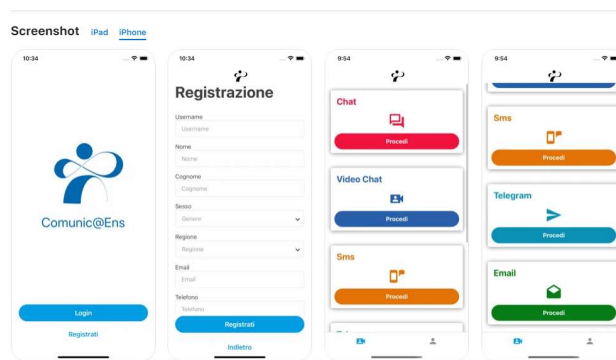 Screenshot iPad iPhone
10:34
Comunic@Ens
Login
Registrati
10:34
Registrazione
Username
Username
Nome
Nome
Cognome
Cognome
Sesso
Genere
Regione
Regione
Email
Email
Telefono
Telefono
Registrati
Indietro
9:54
Chat
Procedi
Video Chat
Procedi
Sms
Procedi
9:54
Sms
Procedi
Telegram
Procedi
Email
Procedi